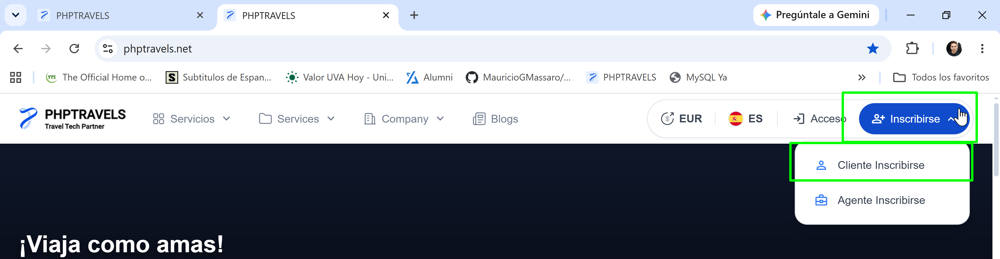 PHPTRAVELS
PHPTRAVELS
Pregúntale a Gemini
phptravels.net
YTS The Official Home o...
S Subtitulos de Espan...
Valor UVA Hoy - Uni...
Alumni
MauricioGMassaro/...
PHPTRAVELS
MySQL Ya
Todos los favoritos
PHPTRAVELS
Travel Tech Partner
Servicios
Services
Company
Blogs
EUR
ES
Acceso
Inscribirse
Cliente Inscribirse
Agente Inscribirse
¡Viaja como amas!